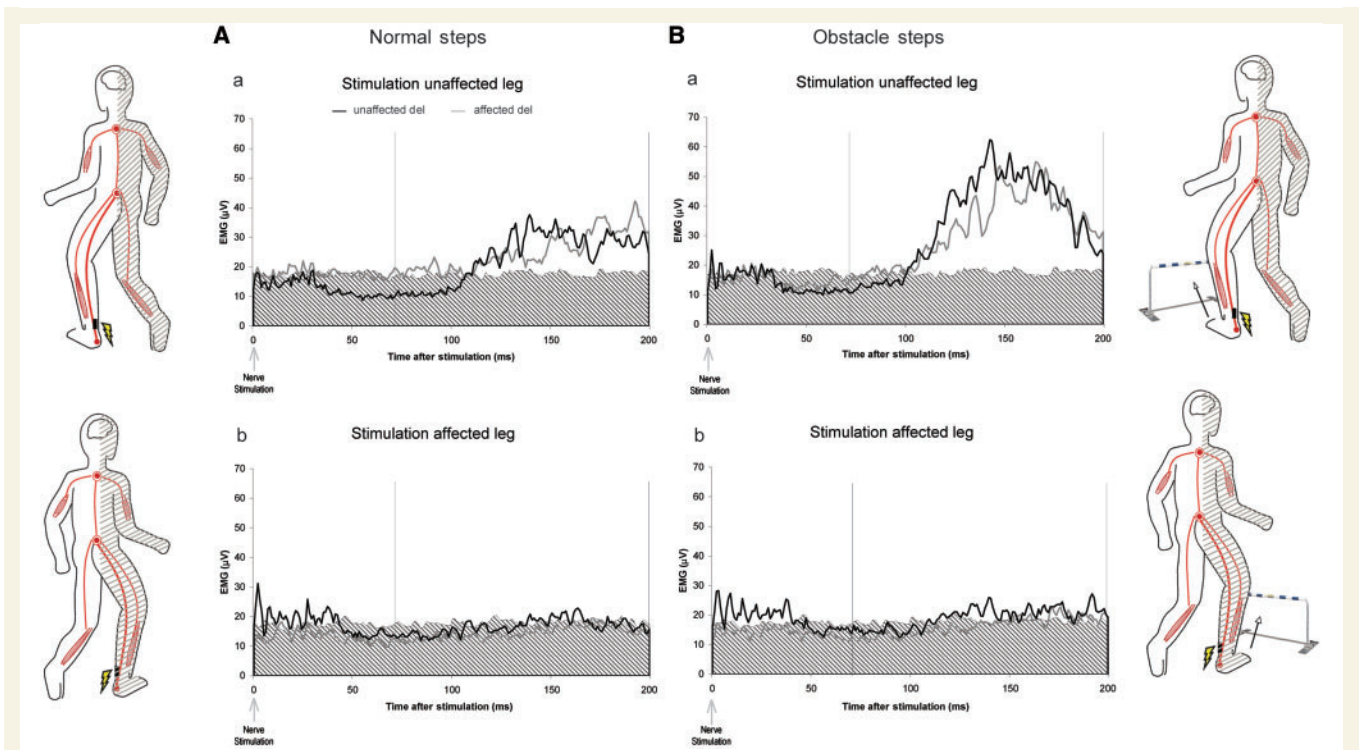 A
Normal steps
B
Obstacle steps
a
Stimulation unaffected leg
unaffected del
affected del
70
60
50
40
30
20
10
0
EMG (μV)
0
50
100
150
200
Time after stimulation (ms)
Nerve
Stimulation
a
Stimulation unaffected leg
70
60
50
40
30
20
10
0
EMG (μV)
0
50
100
150
200
Time after stimulation (ms)
Nerve
Stimulation
b
Stimulation affected leg
70
60
50
40
30
20
10
0
EMG (μV)
0
50
100
150
200
Time after stimulation (ms)
Nerve
Stimulation
b
Stimulation affected leg
70
60
50
40
30
20
10
0
EMG (μV)
0
50
100
150
200
Time after stimulation (ms)
Nerve
Stimulation